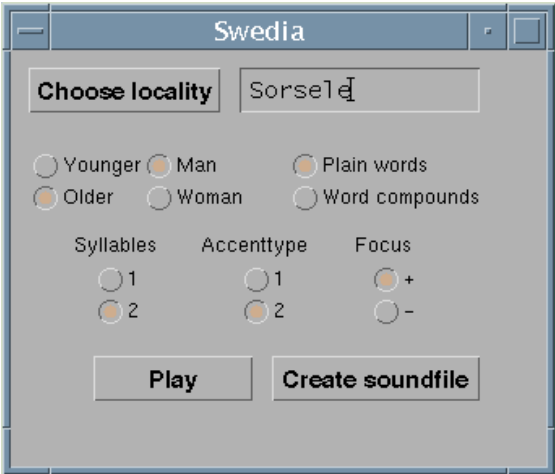 Swedia
Choose locality Sorsele
Younger Man Plain words
Older Woman Word compounds
Syllables Accenttype Focus
1 1 +
2 2 −
Play Create soundfile